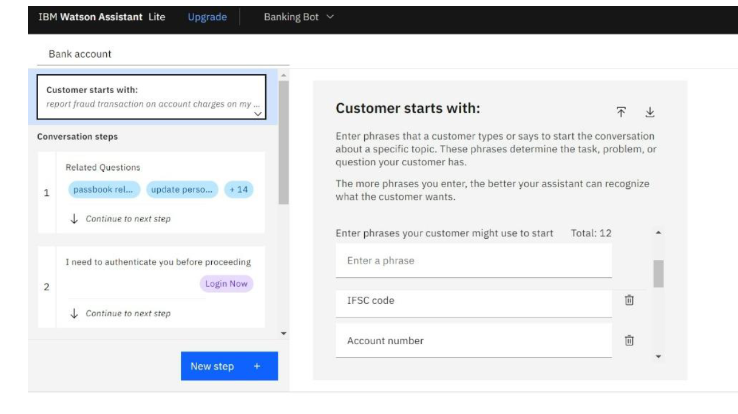 IBM Watson Assistant Lite Upgrade Banking Bot
Bank account
Customer starts with:
report fraud transaction on account charges on my ...
Conversation steps
1
Related Questions
passbook rel... update perso... + 14
Continue to next step
2
I need to authenticate you before proceeding
Login Now
Continue to next step
New step +
Customer starts with:
Enter phrases that a customer types or says to start the conversation
about a specific topic. These phrases determine the task, problem, or
question your customer has.
The more phrases you enter, the better your assistant can recognize
what the customer wants.
Enter phrases your customer might use to start Total: 12
Enter a phrase
IFSC code
Account number